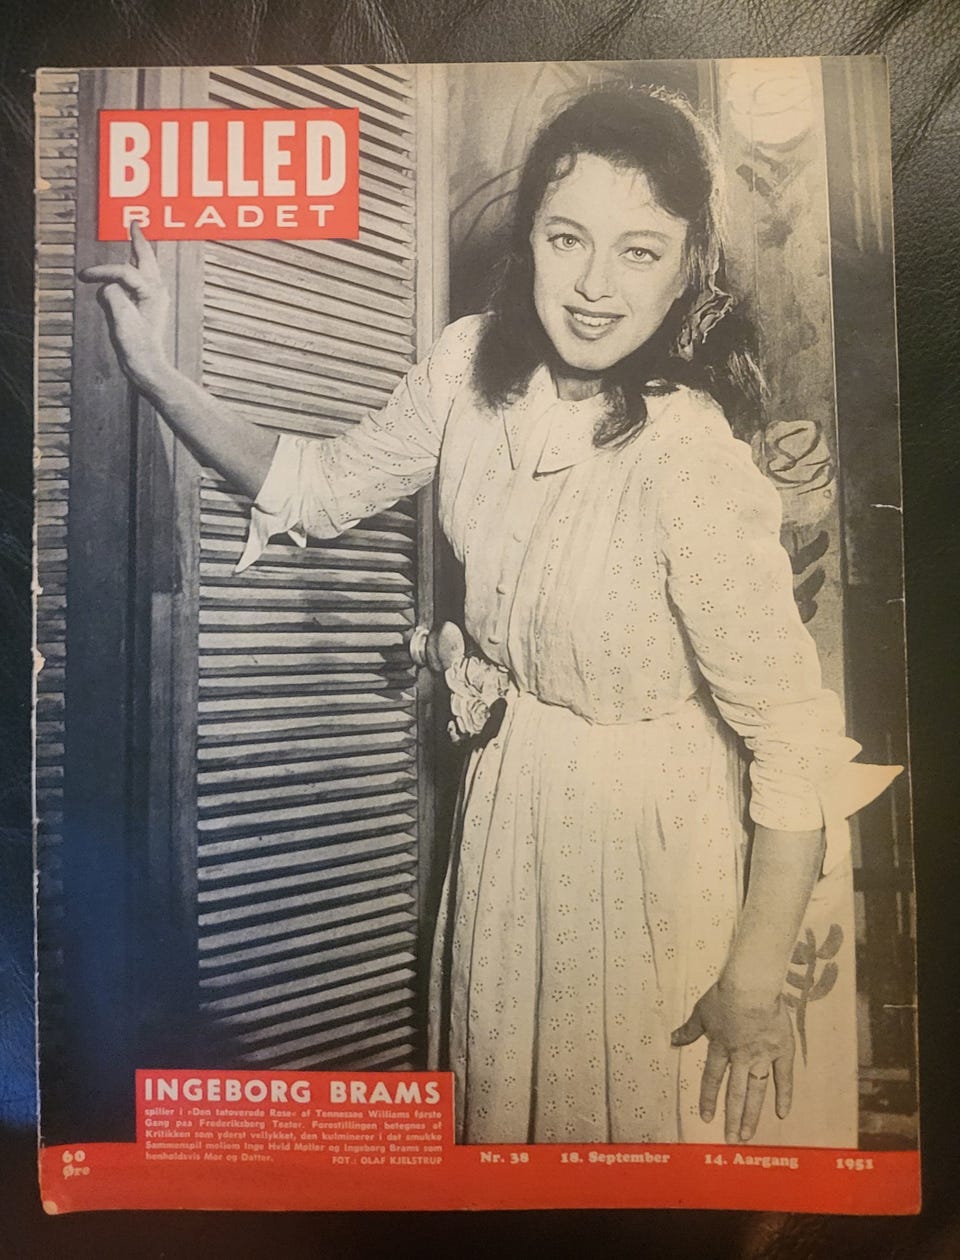 BILLED
BLADET
INGEBORG BRAMS
spiller i »Den tatoverede Rose« af Tennessee Williams første
Gang paa Frederiksberg Teater. Forestillingen betegnes af
Kritikken som yderst vellykket, den kulminerer i det smukke
Sammenspil mellem Inge Hvid Møller og Ingeborg Brams som
henholdsvis Mor og Datter. FOT.: OLAF KJELSTRUP
60
Øre
Nr. 38 18. September 14. Aargang 1951